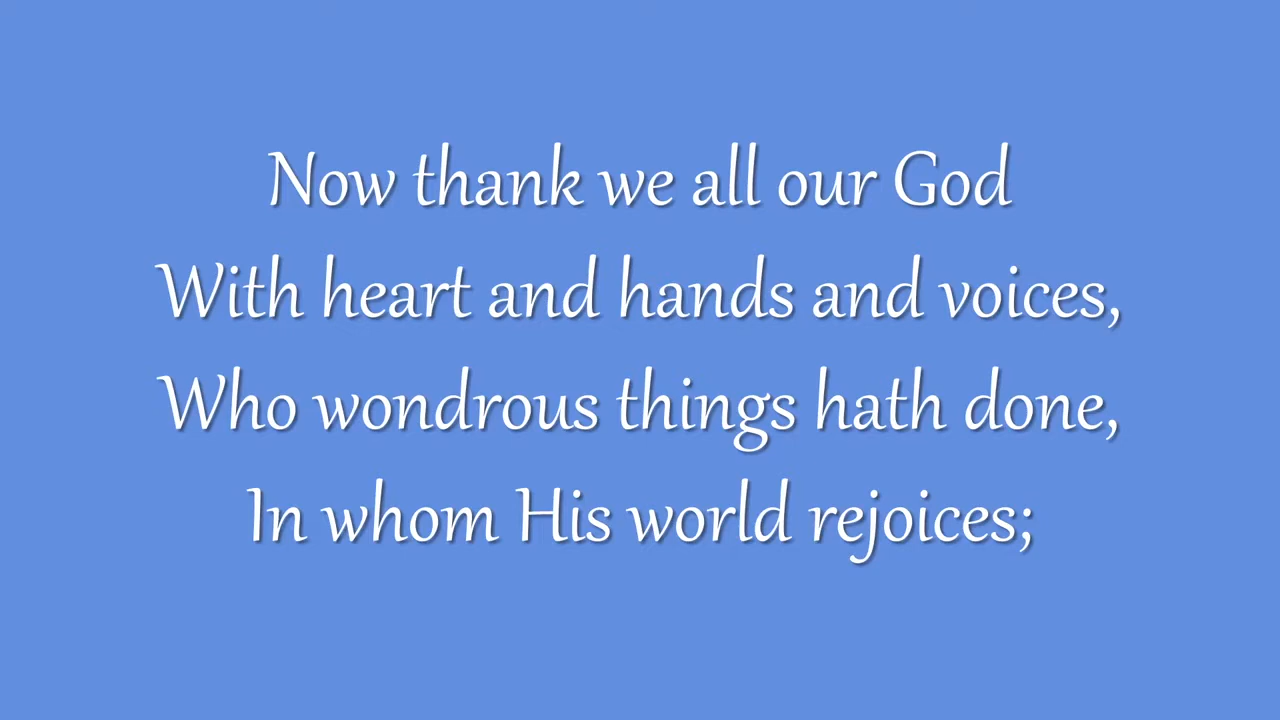 Now thank we all our God
With heart and hands and voices,
Who wondrous things hath done,
In whom His world rejoices;